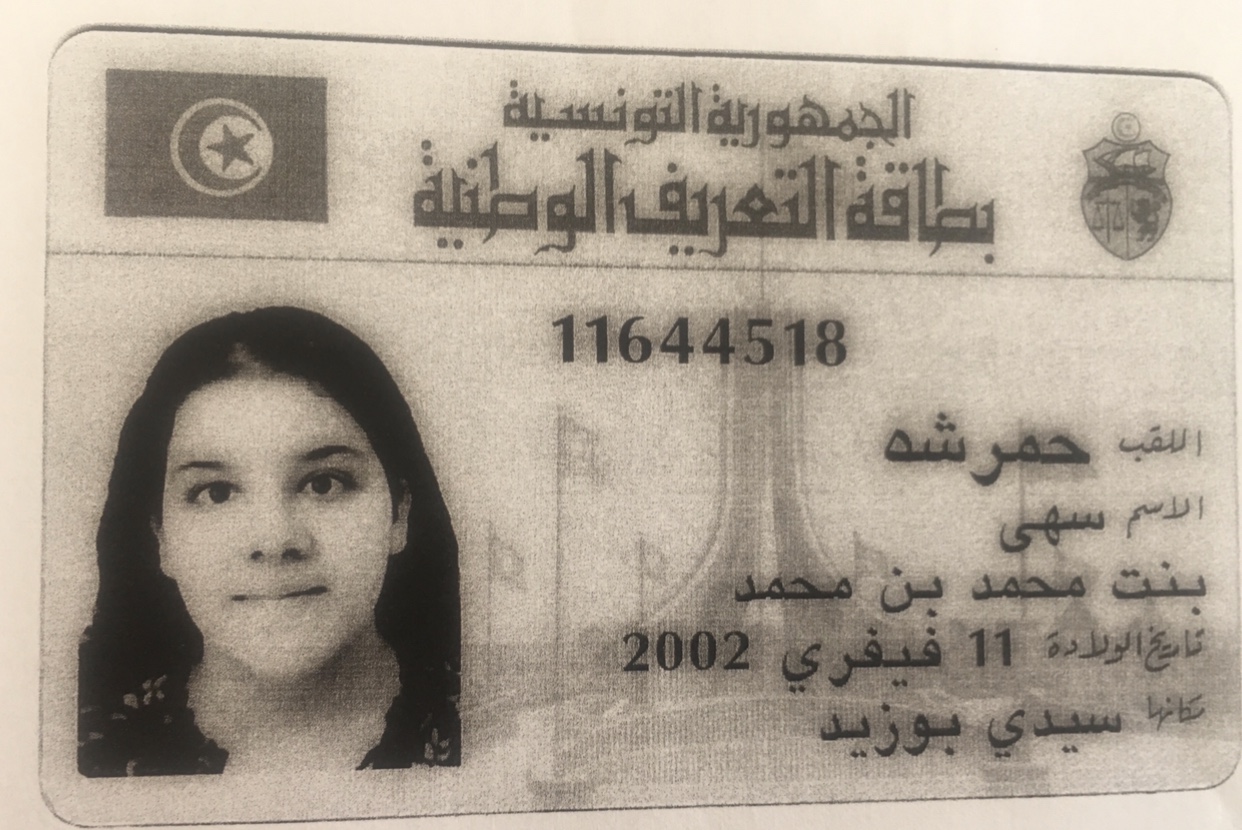 الجمهورية التونسية
بطاقة التعريف الوطنية
11644518
اللقب حمرشه
الاسم سهى
بنت محمد بن محمد
تاريخ الولادة 11 فيفري 2002
مكانها سيدي بوزيد